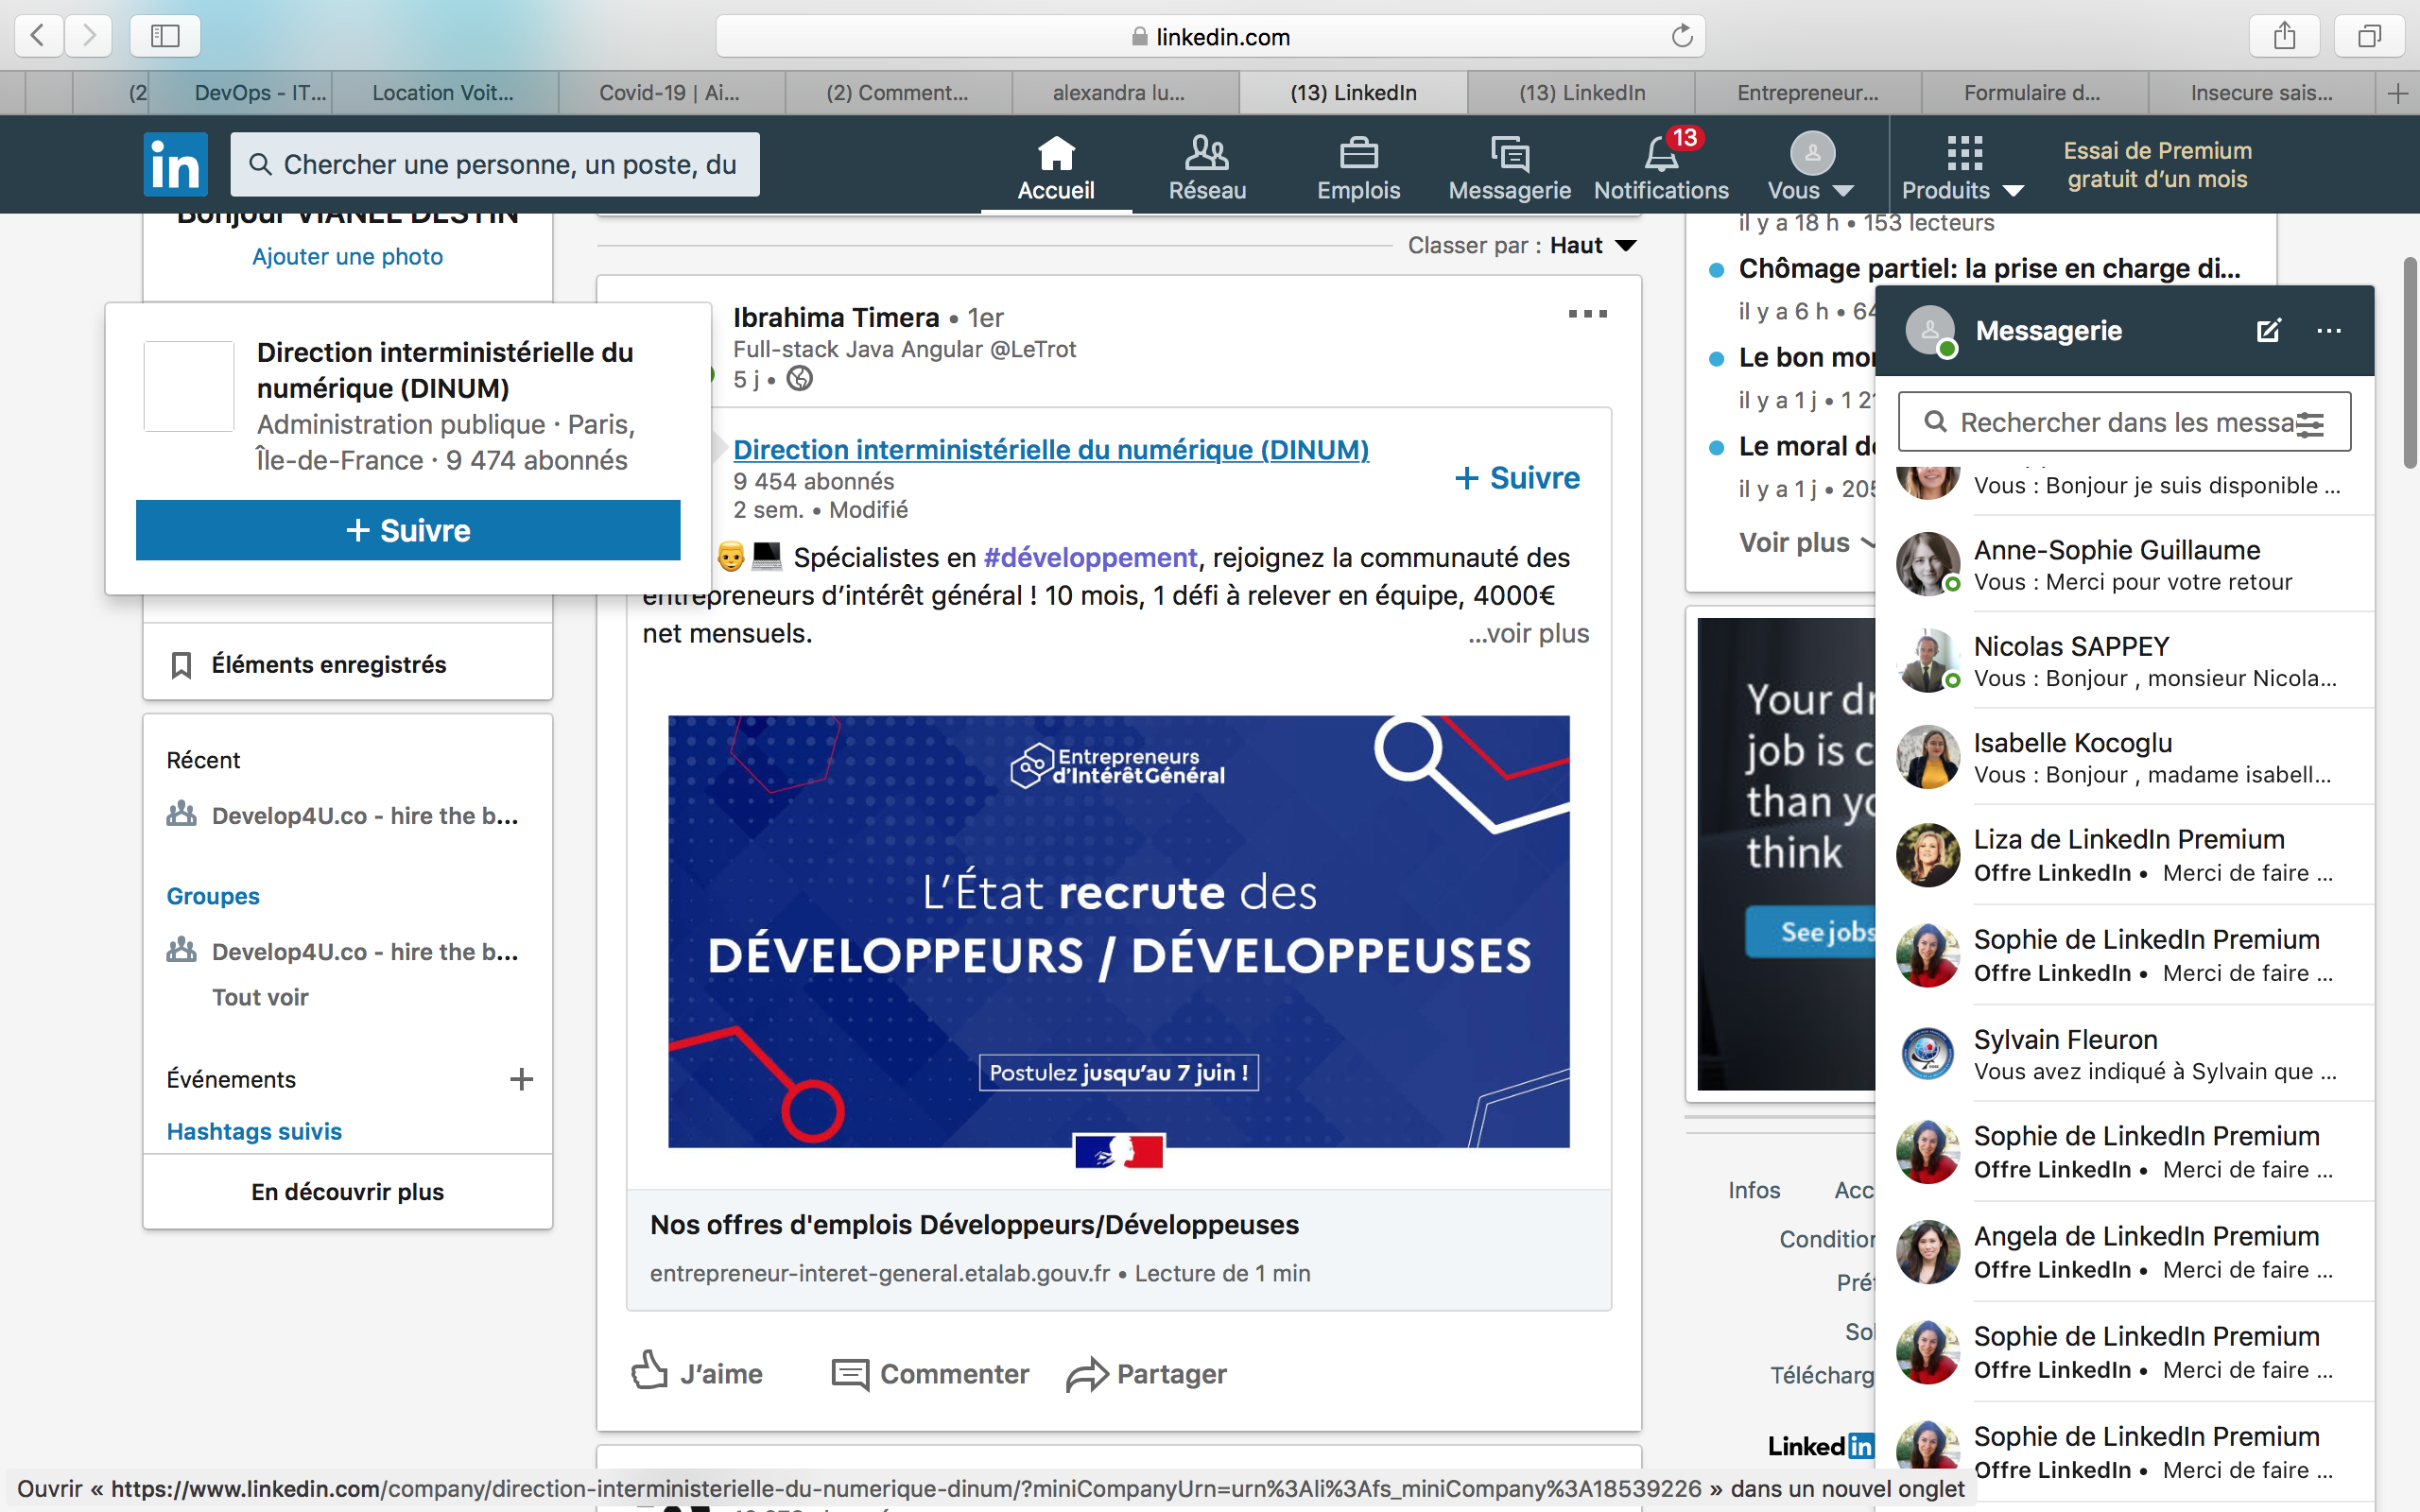 linkedin.com
(2
DevOps - IT...
Location Voit...
Covid-19 | Ai...
(2) Comment...
alexandra lu...
(13) LinkedIn
(13) LinkedIn
Entrepreneur...
Formulaire d...
Insecure sais...
in
Chercher une personne, un poste, du
Accueil
Réseau
Emplois
Messagerie
13
Notifications
Vous
Produits
Essai de Premium
gratuit d'un mois
Bonjour VIANEE DESTIN
Ajouter une photo
Direction interministérielle du
numérique (DINUM)
Administration publique · Paris,
Île-de-France · 9 474 abonnés
+ Suivre
Éléments enregistrés
Récent
Develop4U.co - hire the b...
Groupes
Develop4U.co - hire the b...
Tout voir
Événements
Hashtags suivis
En découvrir plus
Classer par : Haut
Ibrahima Timera • 1er
Full-stack Java Angular @LeTrot
5 j •
Direction interministérielle du numérique (DINUM)
9 454 abonnés
2 sem. • Modifié
+ Suivre
Spécialistes en #développement, rejoignez la communauté des
entrepreneurs d'intérêt général ! 10 mois, 1 défi à relever en équipe, 4000€
net mensuels.
...voir plus
Entrepreneurs
d'Intérêt Général
L'État recrute des
DÉVELOPPEURS / DÉVELOPPEUSES
Postulez jusqu'au 7 juin !
Nos offres d'emplois Développeurs/Développeuses
entrepreneur-interet-general.etalab.gouv.fr • Lecture de 1 min
J'aime
Commenter
Partager
il y a 18 h • 153 lecteurs
Chômage partiel: la prise en charge di...
il y a 6 h • 64
Le bon mo
il y a 1 j • 1 21
Le moral d
il y a 1 j • 205
Voir plus
Your dr
job is c
than yo
think
See jobs
Infos
Acc
Condition
Préf
Sol
Télécharg
Linked in
Messagerie
Rechercher dans les messa
Vous : Bonjour je suis disponible ...
Anne-Sophie Guillaume
Vous : Merci pour votre retour
Nicolas SAPPEY
Vous : Bonjour , monsieur Nicola...
Isabelle Kocoglu
Vous : Bonjour , madame isabell...
Liza de LinkedIn Premium
Offre LinkedIn • Merci de faire ...
Sophie de LinkedIn Premium
Offre LinkedIn • Merci de faire ...
Sylvain Fleuron
Vous avez indiqué à Sylvain que ...
Sophie de LinkedIn Premium
Offre LinkedIn • Merci de faire ...
Angela de LinkedIn Premium
Offre LinkedIn • Merci de faire ...
Sophie de LinkedIn Premium
Offre LinkedIn • Merci de faire ...
Sophie de LinkedIn Premium
Offre LinkedIn • Merci de faire ...
Ouvrir « https://www.linkedin.com/company/direction-interministerielle-du-numerique-dinum/?miniCompanyUrn=urn%3Ali%3Afs_miniCompany%3A18539226 » dans un nouvel onglet